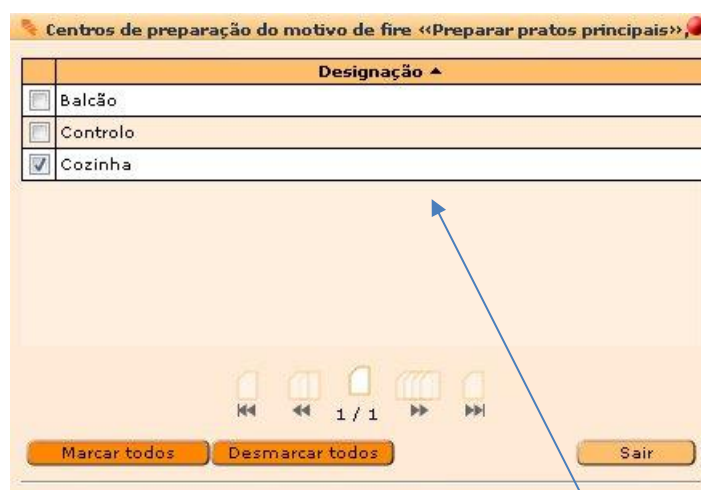 Centros de preparação do motivo de fire «Preparar pratos principais»,
Designação
Balcão
Controlo
Cozinha
1 / 1
Marcar todos Desmarcar todos Sair